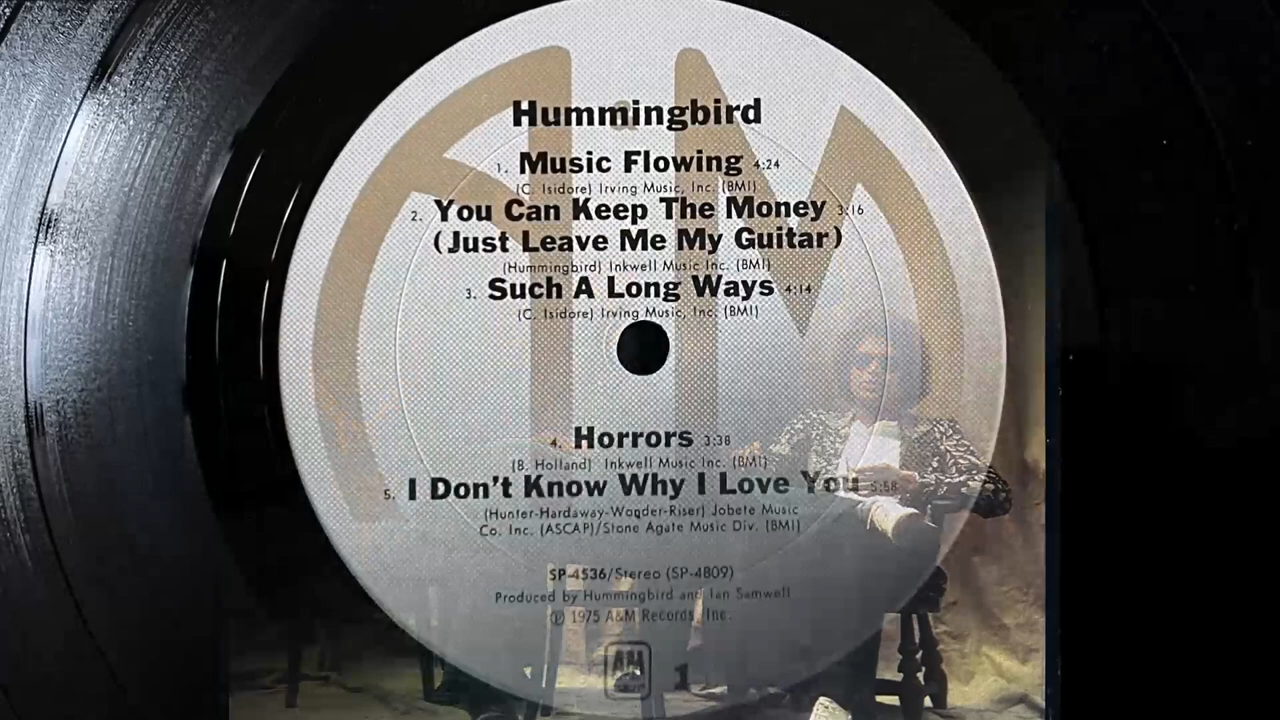 Hummingbird
1. Music Flowing 4:24
(C. Isidore) Irving Music, Inc. (BMI)
2. You Can Keep The Money 3:16
(Just Leave Me My Guitar)
(Hummingbird) Inkwell Music Inc. (BMI)
3. Such A Long Ways 4:14
(C. Isidore) Irving Music, Inc. (BMI)
4. Horrors 3:38
(B. Holland) Inkwell Music Inc. (BMI)
5. I Don't Know Why I Love You 5:58
(Hunter-Hardaway-Wonder-Riser) Jobete Music
Co. Inc. (ASCAP)/Stone Agate Music Div. (BMI)
SP-4536/Stereo (SP-4809)
Produced by Hummingbird and Ian Samwell
℗ 1975 A&M Records, Inc.
AM 1